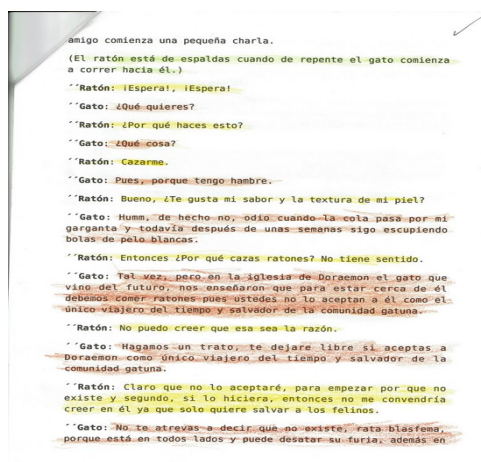 amigo comienza una pequeña charla.
(El ratón está de espaldas cuando de repente el gato comienza
a correr hacia él.)
´´Ratón: ¡Espera!, ¡Espera!
´´Gato: ¿Qué quieres?
´´Ratón: ¿Por qué haces esto?
´´Gato: ¿Qué cosa?
´´Ratón: Cazarme.
´´Gato: Pues, porque tengo hambre.
´´Ratón: Bueno, ¿Te gusta mi sabor y la textura de mi piel?
´´Gato: Humm, de hecho no, odio cuando la cola pasa por mi
garganta y todavía después de unas semanas sigo escupiendo
bolas de pelo blancas.
´´Ratón: Entonces ¿Por qué cazas ratones? No tiene sentido.
´´Gato: Tal vez, pero en la iglesia de Doraemon el gato que
vino del futuro, nos enseñaron que para estar cerca de él
debemos comer ratones pues ustedes no lo aceptan a él como el
único viajero del tiempo y salvador de la comunidad gatuna.
´´Ratón: No puedo creer que esa sea la razón.
´´Gato: Hagamos un trato, te dejare libre si aceptas a
Doraemon como único viajero del tiempo y salvador de la
comunidad gatuna.
´´Ratón: Claro que no lo aceptaré, para empezar por que no
existe y segundo, si lo hiciera, entonces no me convendría
creer en él ya que solo quiere salvar a los felinos.
´´Gato: No te atrevas a decir que no existe, rata blasfema,
porque está en todos lados y puede desatar su furia, además en